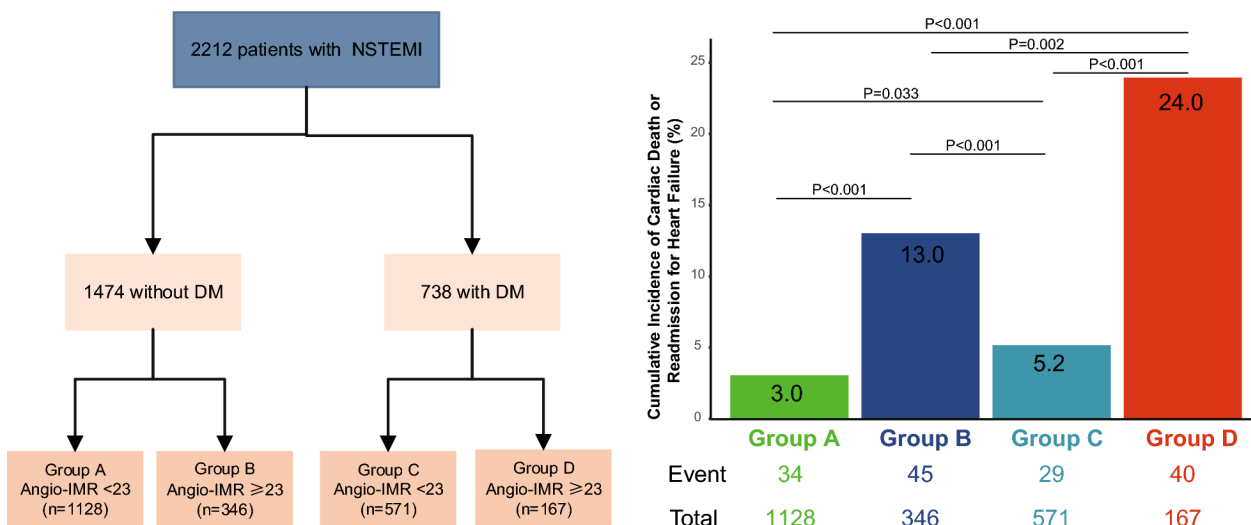 2212 patients with NSTEMI
1474 without DM
738 with DM
Group A
Angio-IMR <23
(n=1128)
Group B
Angio-IMR ⩾23
(n=346)
Group C
Angio-IMR <23
(n=571)
Group D
Angio-IMR ⩾23
(n=167)
Cumulative Incidence of Cardiac Death or
Readmission for Heart Failure (%)
25
20
15
10
5
0
P<0.001
P=0.002
P<0.001
P=0.033
P<0.001
P<0.001
3.0
13.0
5.2
24.0
Group A Group B Group C Group D
Event 34 45 29 40
Total 1128 346 571 167